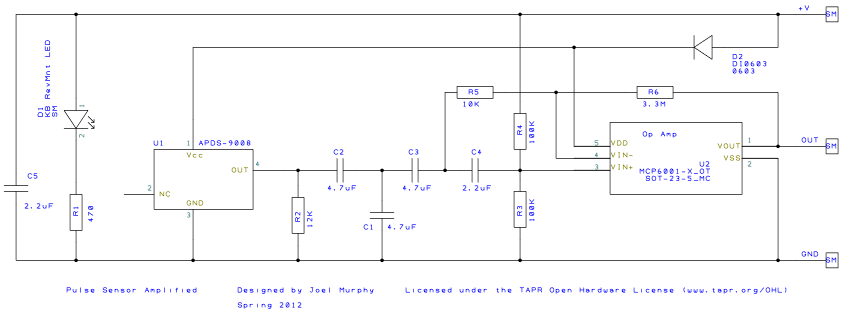 +V
SM
D1
KB RevMnt LED
SM
1
2
D2
DI0603
0603
R5
10K
R6
3.3M
U1
APDS-9008
1
Vcc
OUT
4
2
NC
GND
3
C2
4.7uF
C3
4.7uF
C4
2.2uF
R4
100K
Op Amp
5
VDD
4
VIN-
3
VIN+
VOUT
1
VSS
2
U2
MCP6001-X_OT
SOT-23-5_MC
OUT
SM
C5
2.2uF
R1
470
R2
12K
C1
4.7uF
R3
100K
GND
SM
Pulse Sensor Amplified
Designed by Joel Murphy
Licensed under the TAPR Open Hardware License (www.tapr.org/OHL)
Spring 2012